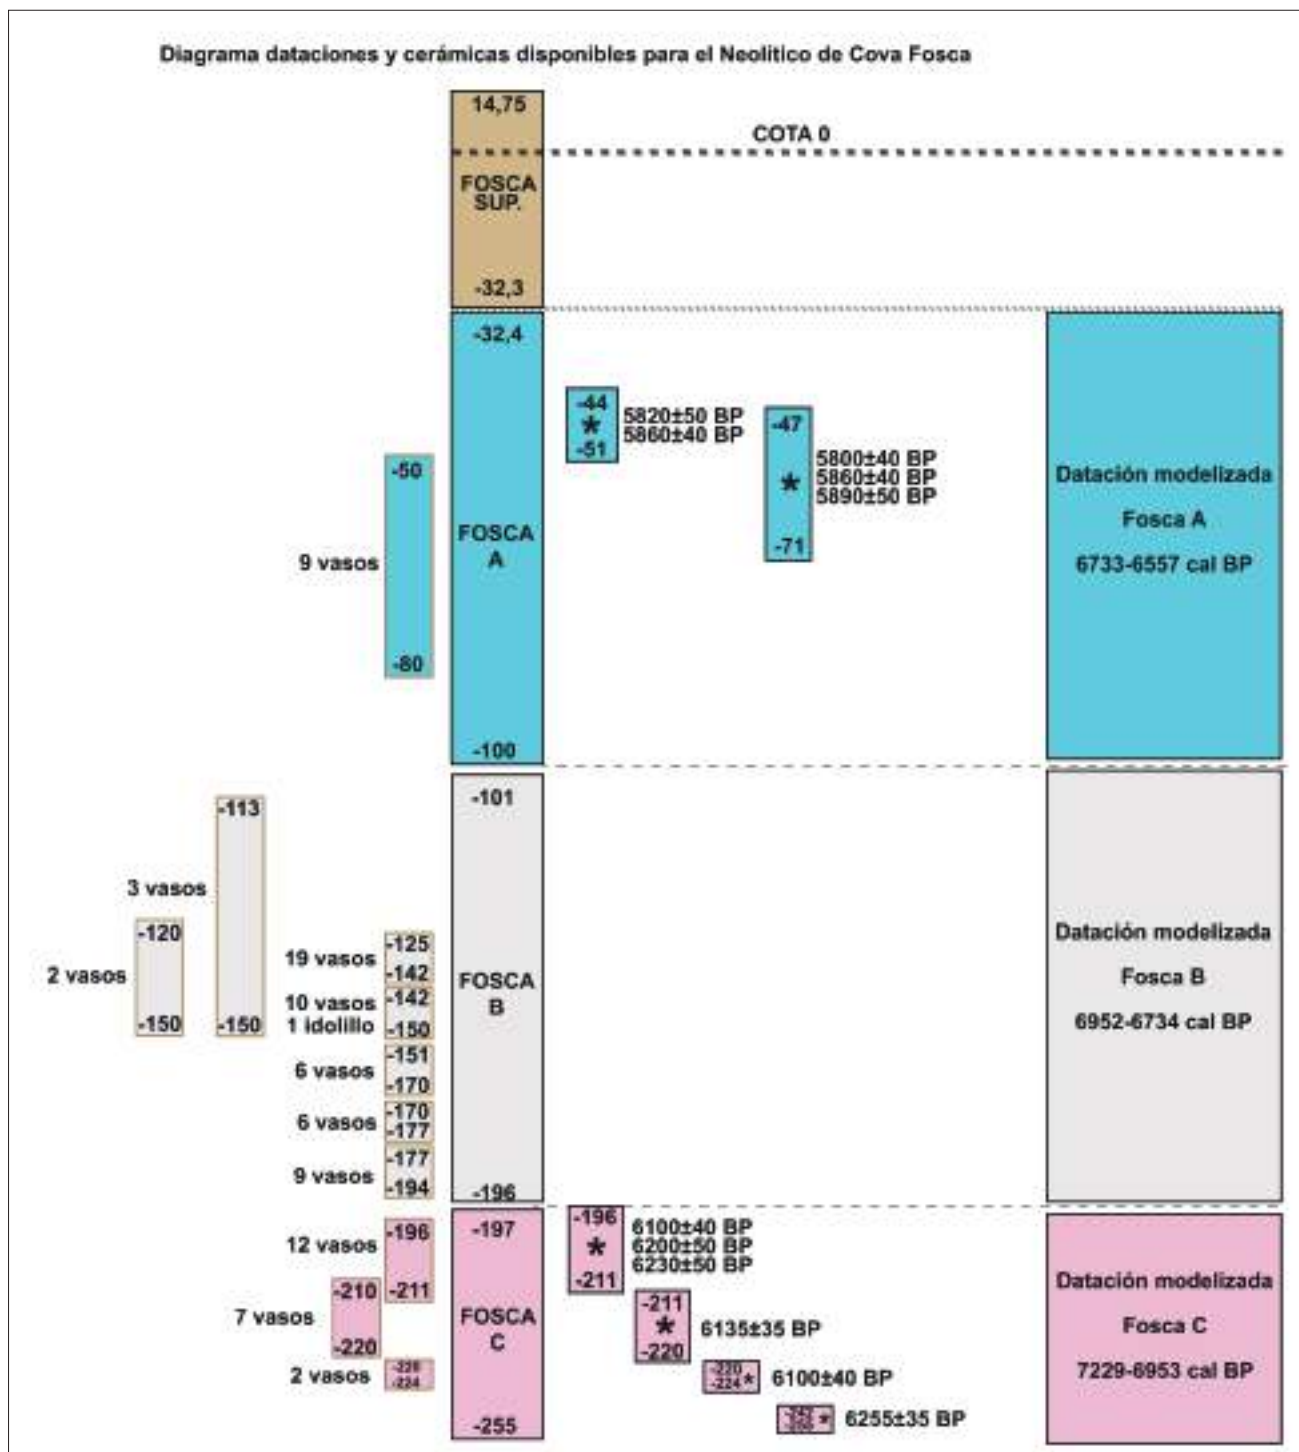 Diagrama dataciones y cerámicas disponibles para el Neolítico de Cova Fosca
14,75
COTA 0
FOSCA
SUP.
-32,3
-32,4
-44
-51
5820±50 BP
5860±40 BP
-47
-71
5800±40 BP
5860±40 BP
5890±50 BP
9 vasos
-50
-80
FOSCA
A
-100
Datación modelizada
Fosca A
6733-6557 cal BP
-101
3 vasos
-113
-150
2 vasos
-120
-150
19 vasos
-125
-142
10 vasos
1 idolillo
-142
-150
6 vasos
-151
-170
6 vasos
-170
-177
9 vasos
-177
-194
FOSCA
B
-196
Datación modelizada
Fosca B
6952-6734 cal BP
12 vasos
-196
-211
7 vasos
-210
-220
2 vasos
-224
-197
FOSCA
C
-255
-196
-211
6100±40 BP
6200±50 BP
6230±50 BP
-211
-220
6135±35 BP
-220
-224
6100±40 BP
6255±35 BP
Datación modelizada
Fosca C
7229-6953 cal BP